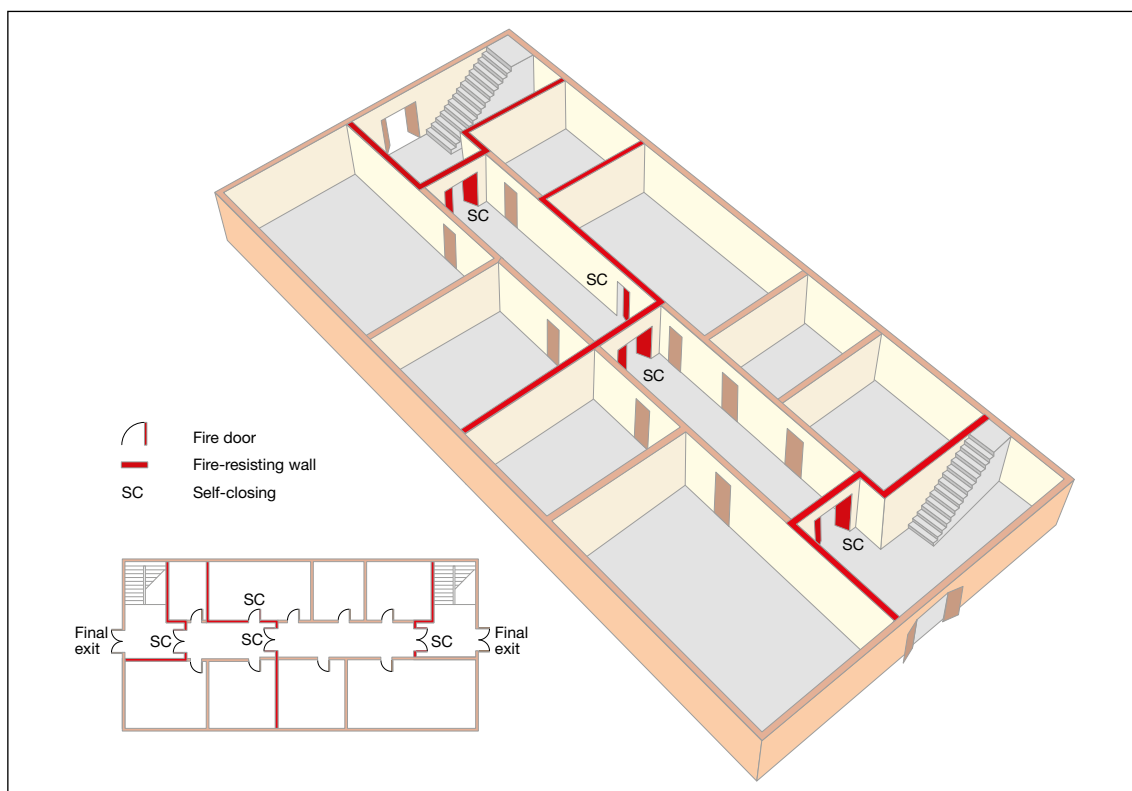 SC
SC
SC
SC
Fire door
Fire-resisting wall
SC Self-closing
SC
Final
exit
SC
SC
SC
Final
exit